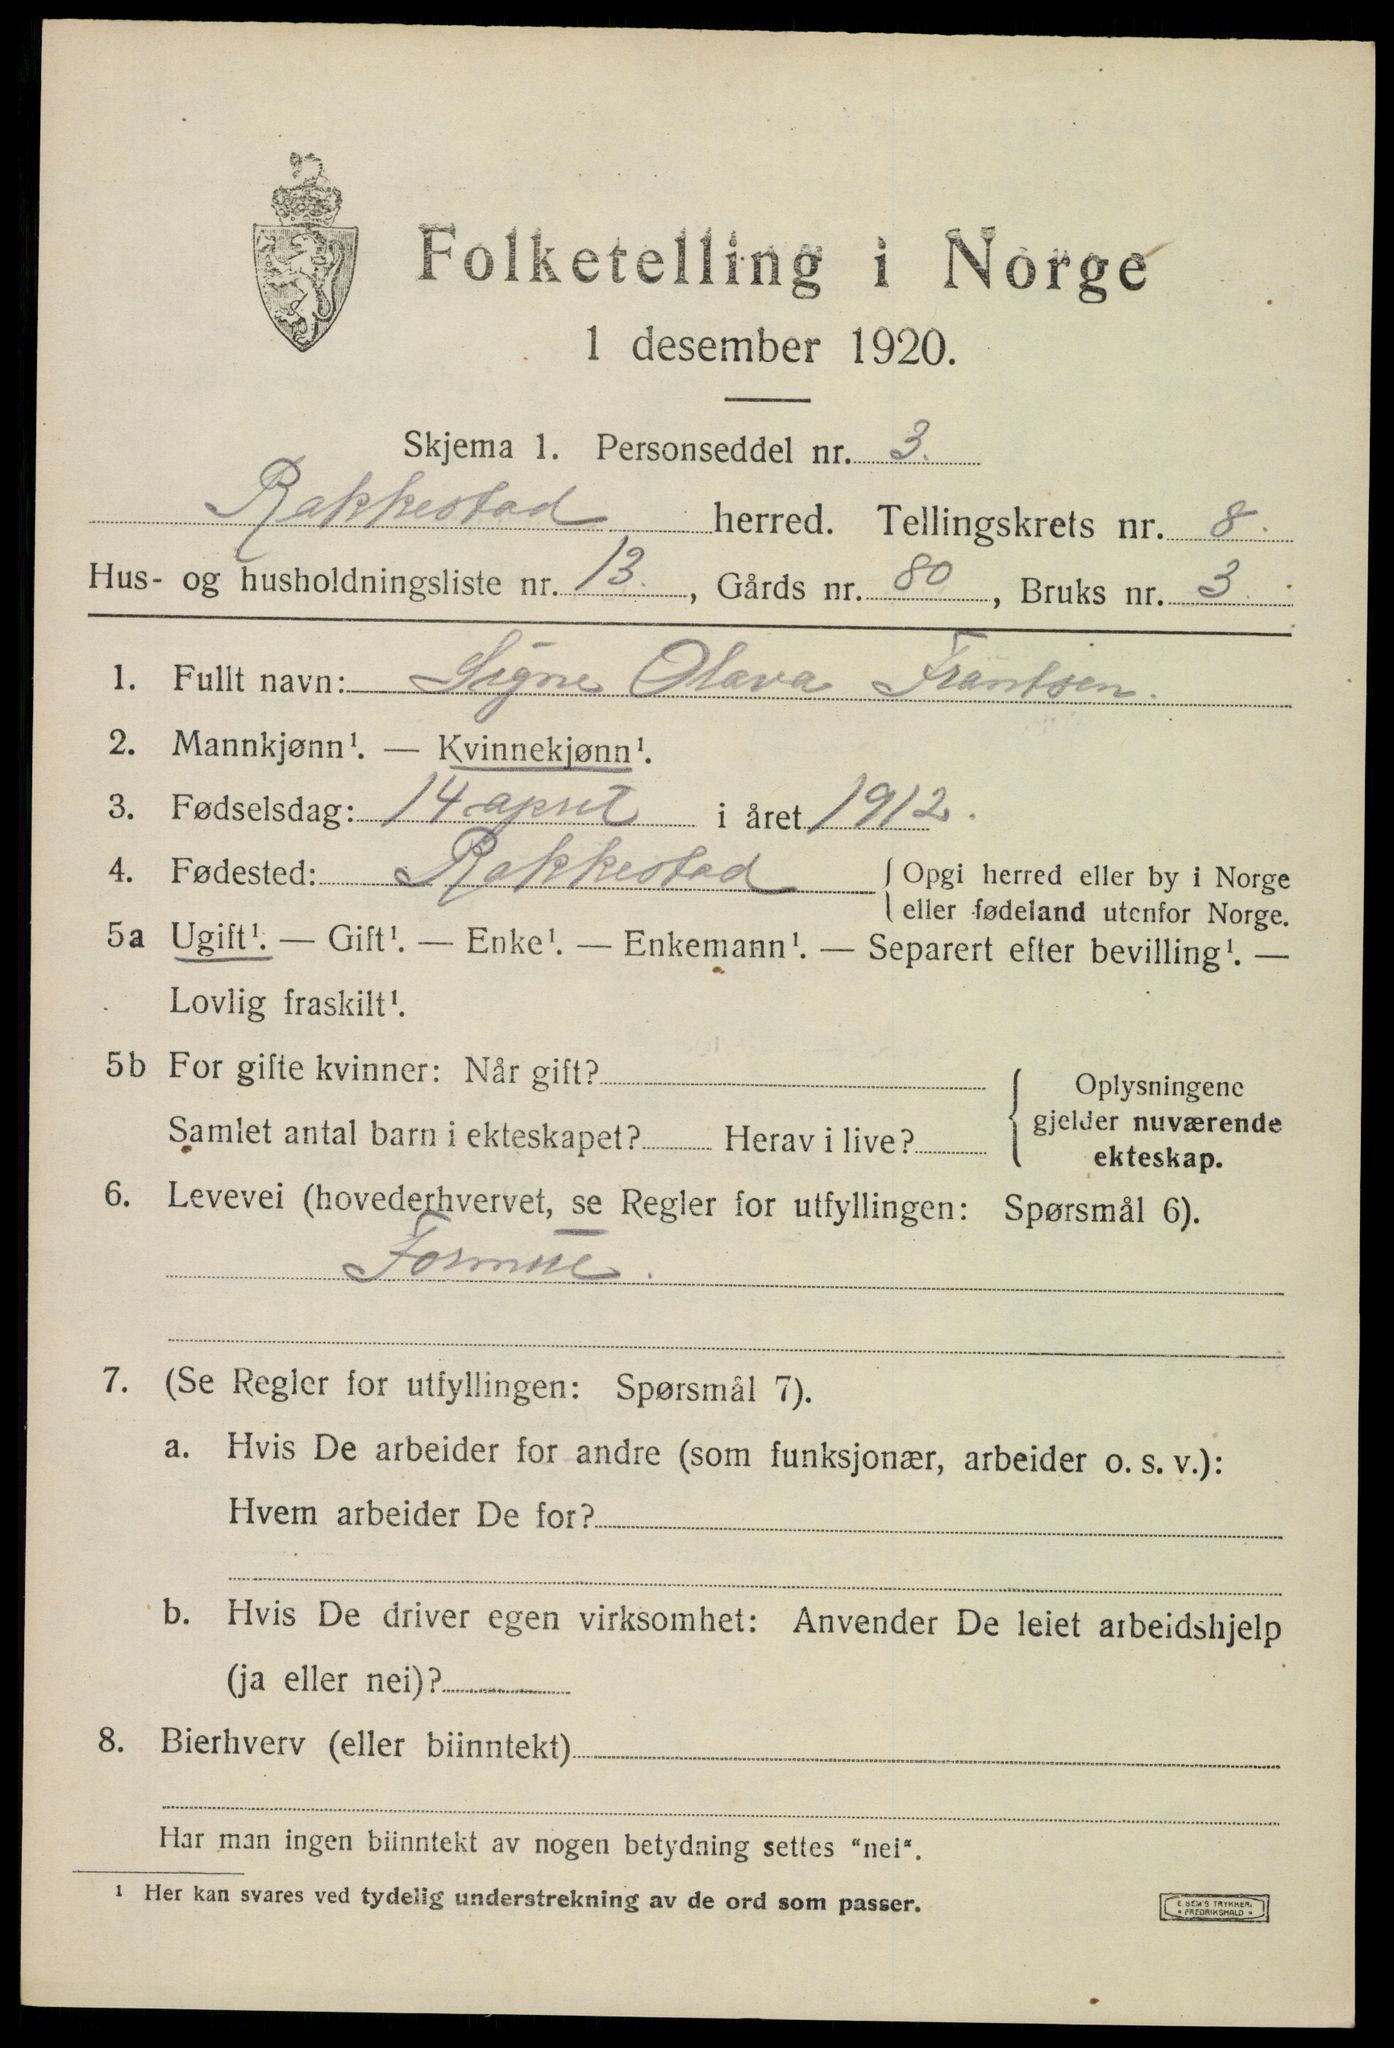 Folketelling i Norge
1 desember 1920.
Skjema 1. Personseddel nr. 3.
Rakkestad herred. Tellingskrets nr. 8.
Hus- og husholdningsliste nr. 13., Gårds nr. 80, Bruks nr. 3.
1. Fullt navn: Signe Olava Frantsen.
2. Mannkjønn¹. — Kvinnekjønn¹.
3. Fødselsdag: 14 april i året 1912.
4. Fødested: Rakkestad { Opgi herred eller by i Norge
eller fødeland utenfor Norge.
5a Ugift¹. — Gift¹. — Enke¹. — Enkemann¹. — Separert efter bevilling¹. —
Lovlig fraskilt¹.
5b For gifte kvinner: Når gift?
Samlet antal barn i ekteskapet? Herav i live?
{ Oplysningene
gjelder nuværende
ekteskap.
6. Levevei (hovederhvervet, se Regler for utfyllingen: Spørsmål 6).
Formue.
7. (Se Regler for utfyllingen: Spørsmål 7).
a. Hvis De arbeider for andre (som funksjonær, arbeider o. s. v.):
Hvem arbeider De for?
b. Hvis De driver egen virksomhet: Anvender De leiet arbeidshjelp
(ja eller nei)?
8. Bierhverv (eller biinntekt)
Har man ingen biinntekt av nogen betydning settes "nei".
¹ Her kan svares ved tydelig understrekning av de ord som passer.
E. SEM'S TRYKKERI
• FREDRIKSHALD •